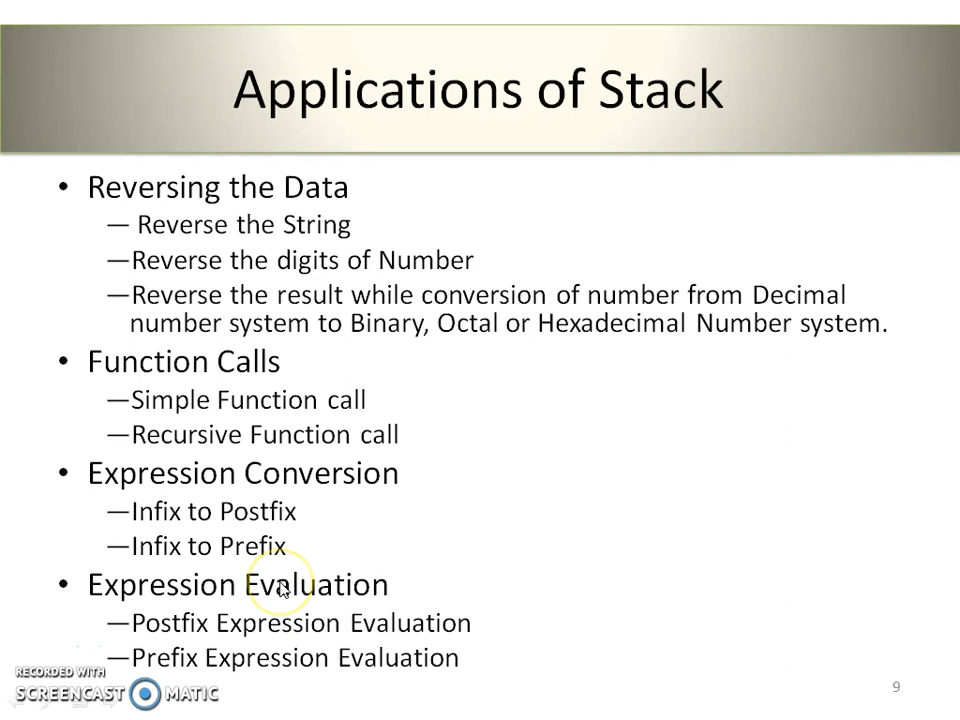 Applications of Stack
• Reversing the Data
— Reverse the String
—Reverse the digits of Number
—Reverse the result while conversion of number from Decimal
number system to Binary, Octal or Hexadecimal Number system.
• Function Calls
—Simple Function call
—Recursive Function call
• Expression Conversion
—Infix to Postfix
—Infix to Prefix
• Expression Evaluation
—Postfix Expression Evaluation
—Prefix Expression Evaluation
RECORDED WITH
SCREENCAST MATIC
9